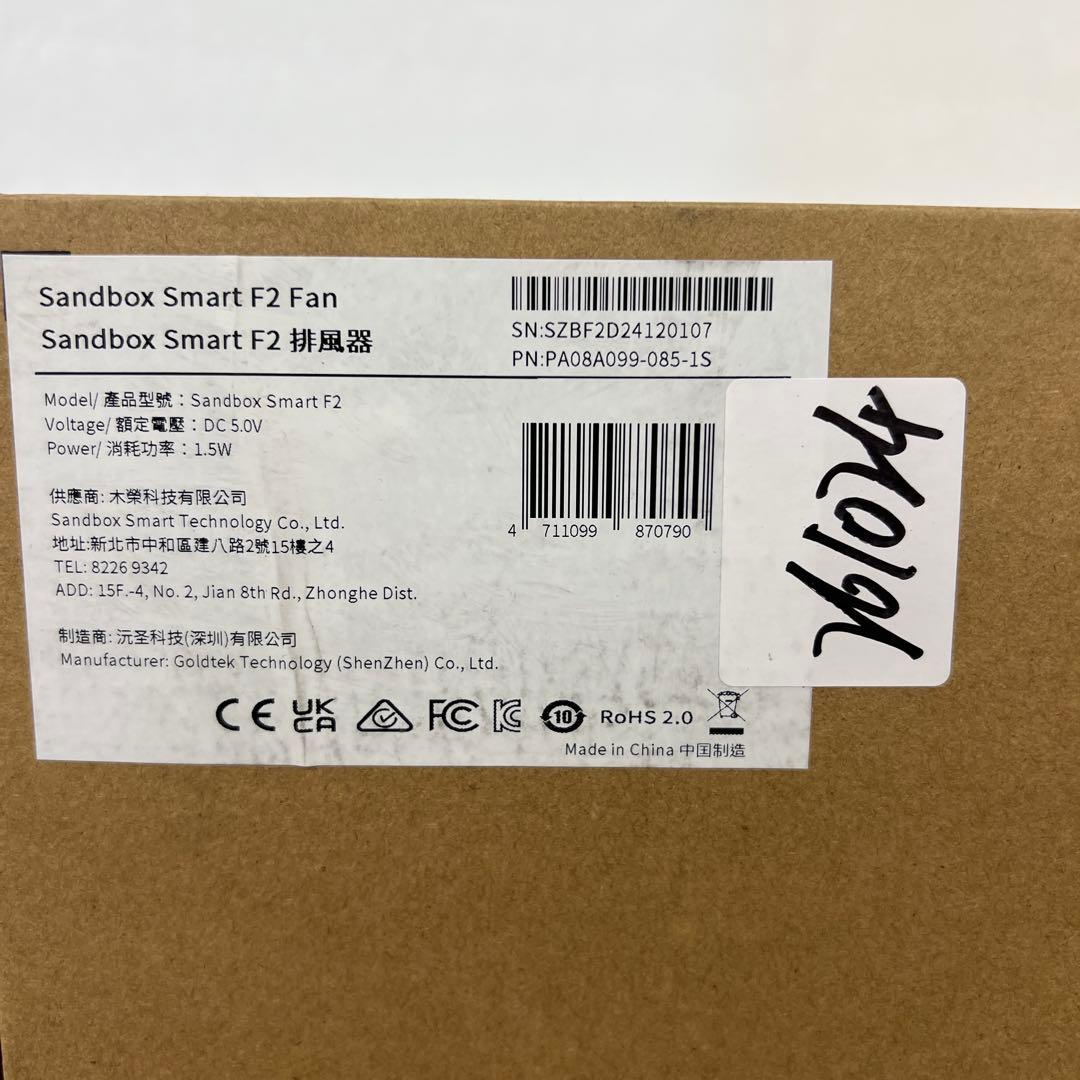 Sandbox Smart F2 Fan
Sandbox Smart F2 排風器
SN:SZBF2D24120107
PN:PA08A099-085-1S
Model/ 產品型號：Sandbox Smart F2
Voltage/ 額定電壓：DC 5.0V
Power/ 消耗功率：1.5W
供應商: 木榮科技有限公司
Sandbox Smart Technology Co., Ltd.
地址:新北市中和區建八路2號15樓之4
TEL: 8226 9342
ADD: 15F.-4, No. 2, Jian 8th Rd., Zhonghe Dist.
4 711099 870790
制造商: 沅圣科技(深圳)有限公司
Manufacturer: Goldtek Technology (ShenZhen) Co., Ltd.
CE UKCA FC 10 RoHS 2.0
Made in China 中国制造